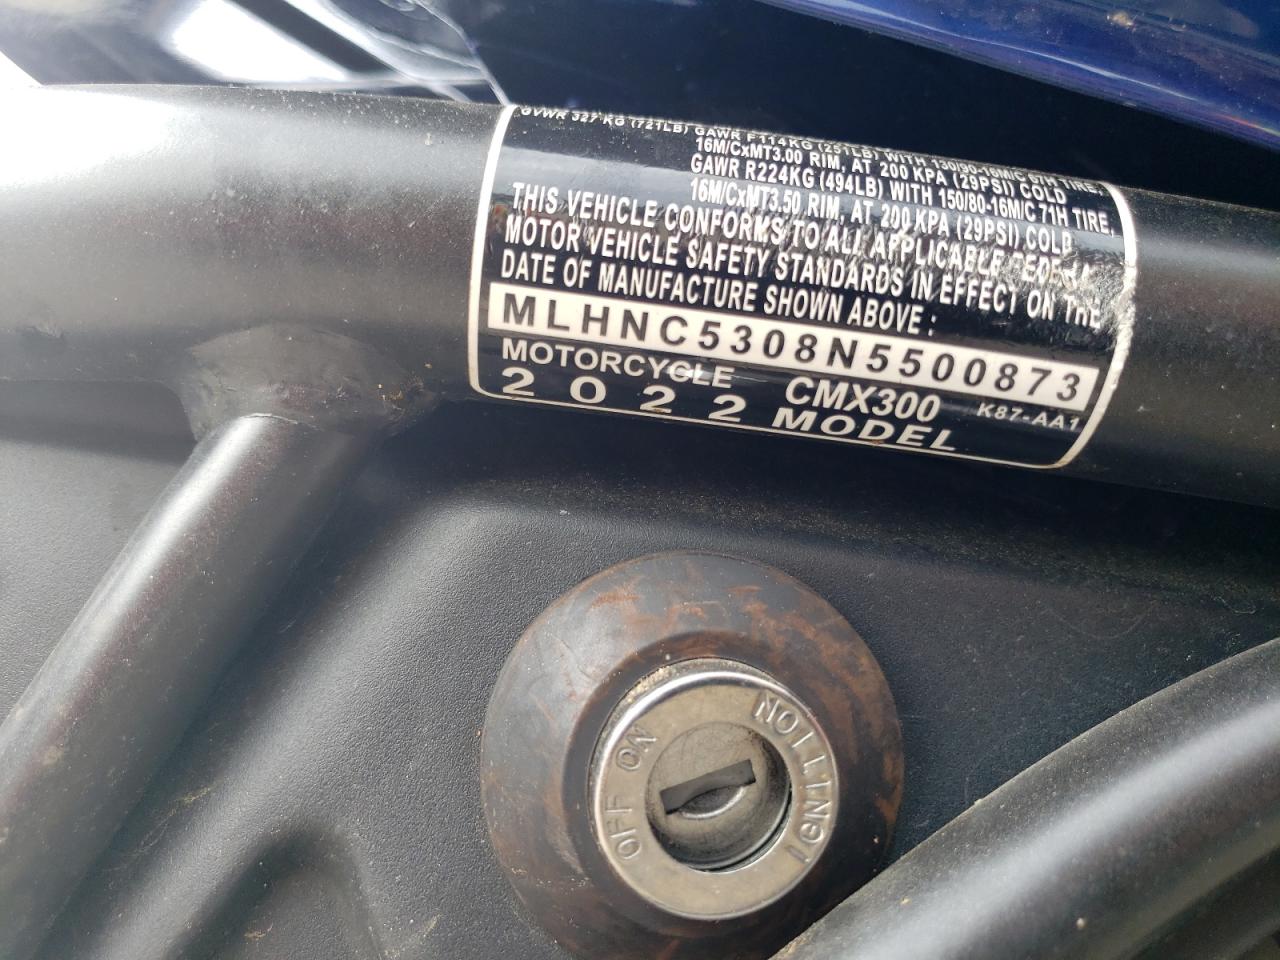 GVWR 327 KG (721LB) GAWR F114KG (251LB) WITH 130/90-16M/C 67H TIRE,
16M/CxMT3.00 RIM, AT 200 KPA (29PSI) COLD
GAWR R224KG (494LB) WITH 150/80-16M/C 71H TIRE,
16M/CxMT3.50 RIM, AT 200 KPA (29PSI) COLD
THIS VEHICLE CONFORMS TO ALL APPLICABLE FEDERAL
MOTOR VEHICLE SAFETY STANDARDS IN EFFECT ON THE
DATE OF MANUFACTURE SHOWN ABOVE :
MLHNC5308N5500873
MOTORCYCLE CMX300 K87-AA1
2022 MODEL
OFF ON IGNITION